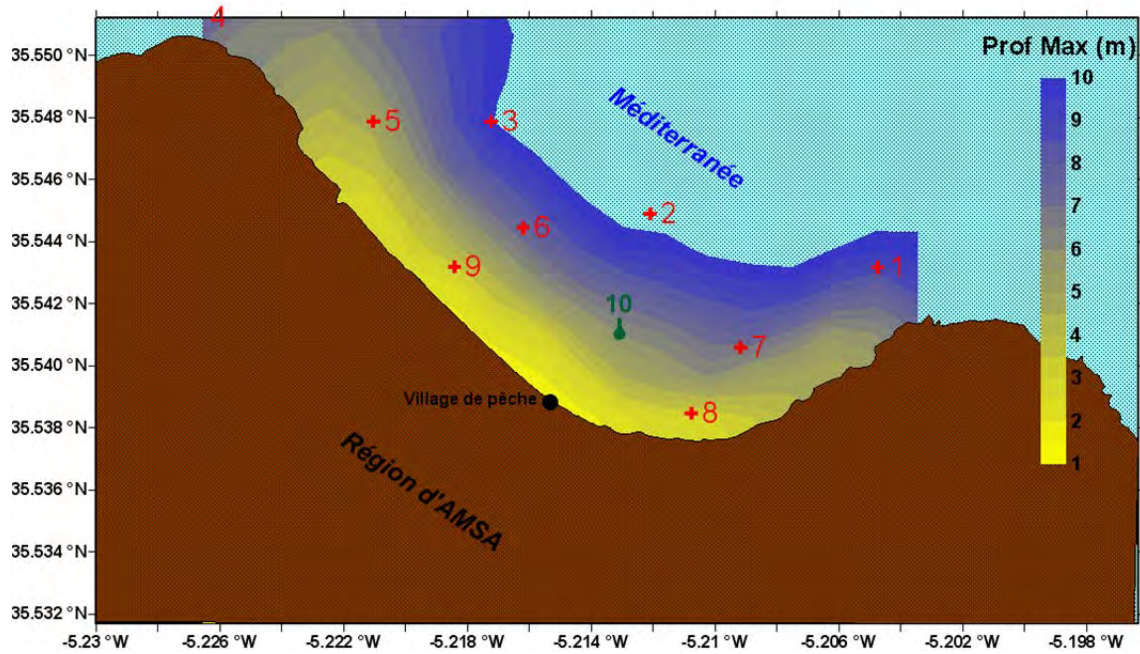 4
35.550 °N
Prof Max (m)
10
Méditerranée
9
35.548 °N
5
3
8
35.546 °N
7
2
35.544 °N
6
6
9
1
5
35.542 °N
10
4
7
35.540 °N
3
Village de pêche
8
2
35.538 °N
1
Région d'AMSA
35.536 °N
35.534 °N
35.532 °N
-5.23 °W
-5.226 °W
-5.222 °W
-5.218 °W
-5.214 °W
-5.21 °W
-5.206 °W
-5.202 °W
-5.198 °W